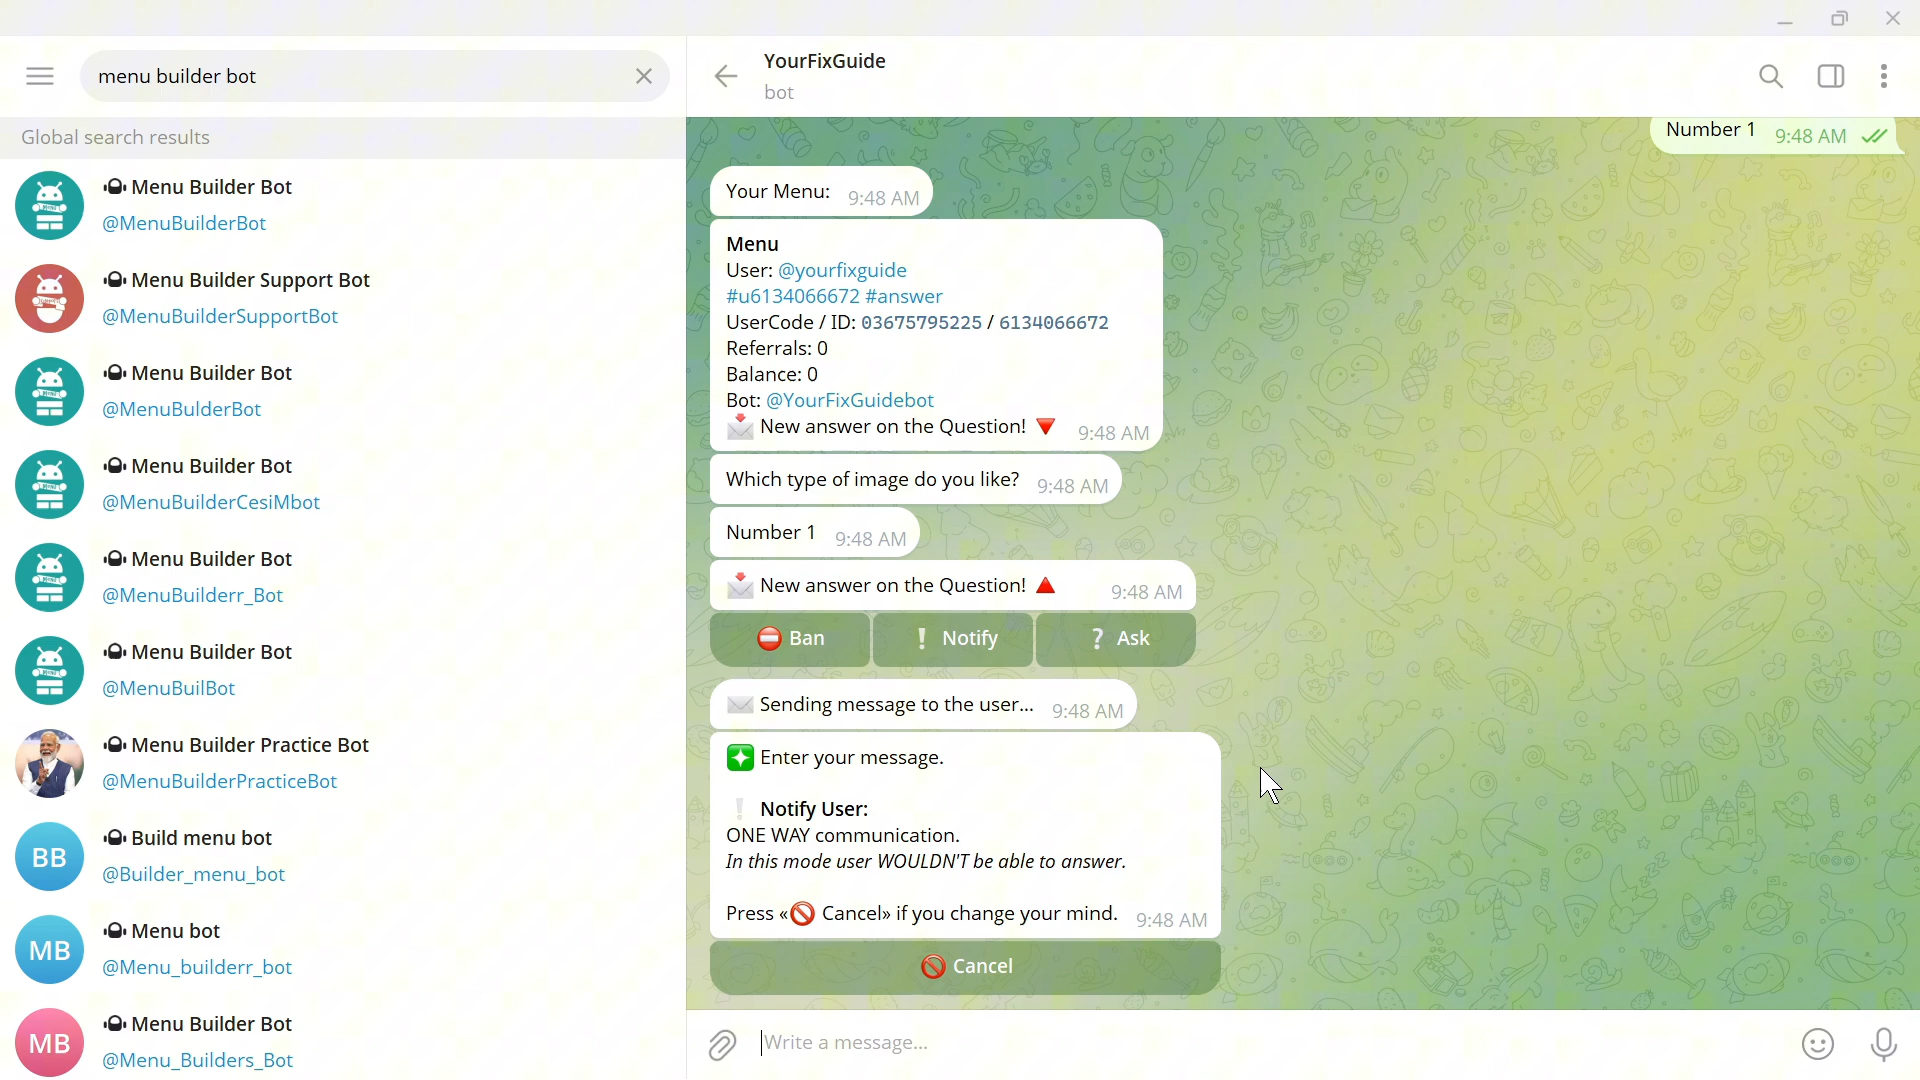 menu builder bot
Global search results
Menu Builder Bot
@MenuBuilderBot
Menu Builder Support Bot
@MenuBuilderSupportBot
Menu Builder Bot
@MenuBulderBot
Menu Builder Bot
@MenuBuilderCesiMbot
Menu Builder Bot
@MenuBuilderr_Bot
Menu Builder Bot
@MenuBuilBot
Menu Builder Practice Bot
@MenuBuilderPracticeBot
BB
Build menu bot
@Builder_menu_bot
MB
Menu bot
@Menu_builderr_bot
MB
Menu Builder Bot
@Menu_Builders_Bot
YourFixGuide
bot
Number 1 9:48 AM
Your Menu: 9:48 AM
Menu
User: @yourfixguide
#u6134066672 #answer
UserCode / ID: 03675795225 / 6134066672
Referrals: 0
Balance: 0
Bot: @YourFixGuidebot
📩 New answer on the Question! 🔻 9:48 AM
Which type of image do you like? 9:48 AM
Number 1 9:48 AM
📩 New answer on the Question! 🔺 9:48 AM
⛔ Ban
❕ Notify
❔ Ask
✉️ Sending message to the user... 9:48 AM
❇️ Enter your message.
❕ Notify User:
ONE WAY communication.
In this mode user WOULDN'T be able to answer.
Press «🚫 Cancel» if you change your mind. 9:48 AM
🚫 Cancel
Write a message...